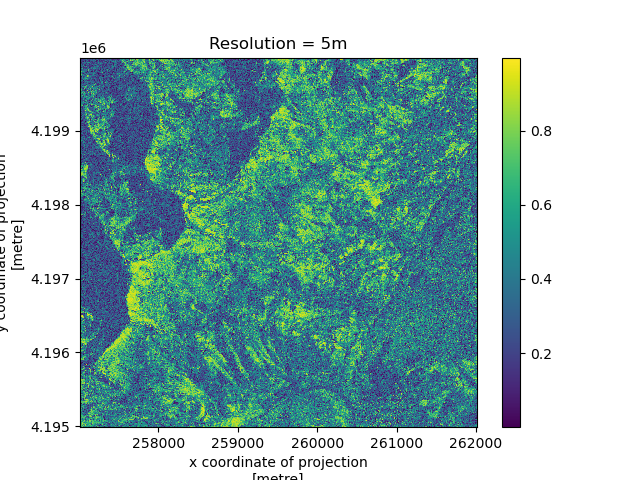 Resolution = 5m
1e6
4.199
4.198
4.197
4.196
4.195
258000
259000
260000
261000
262000
x coordinate of projection
[metre]
y coordinate of projection
[metre]
0.8
0.6
0.4
0.2